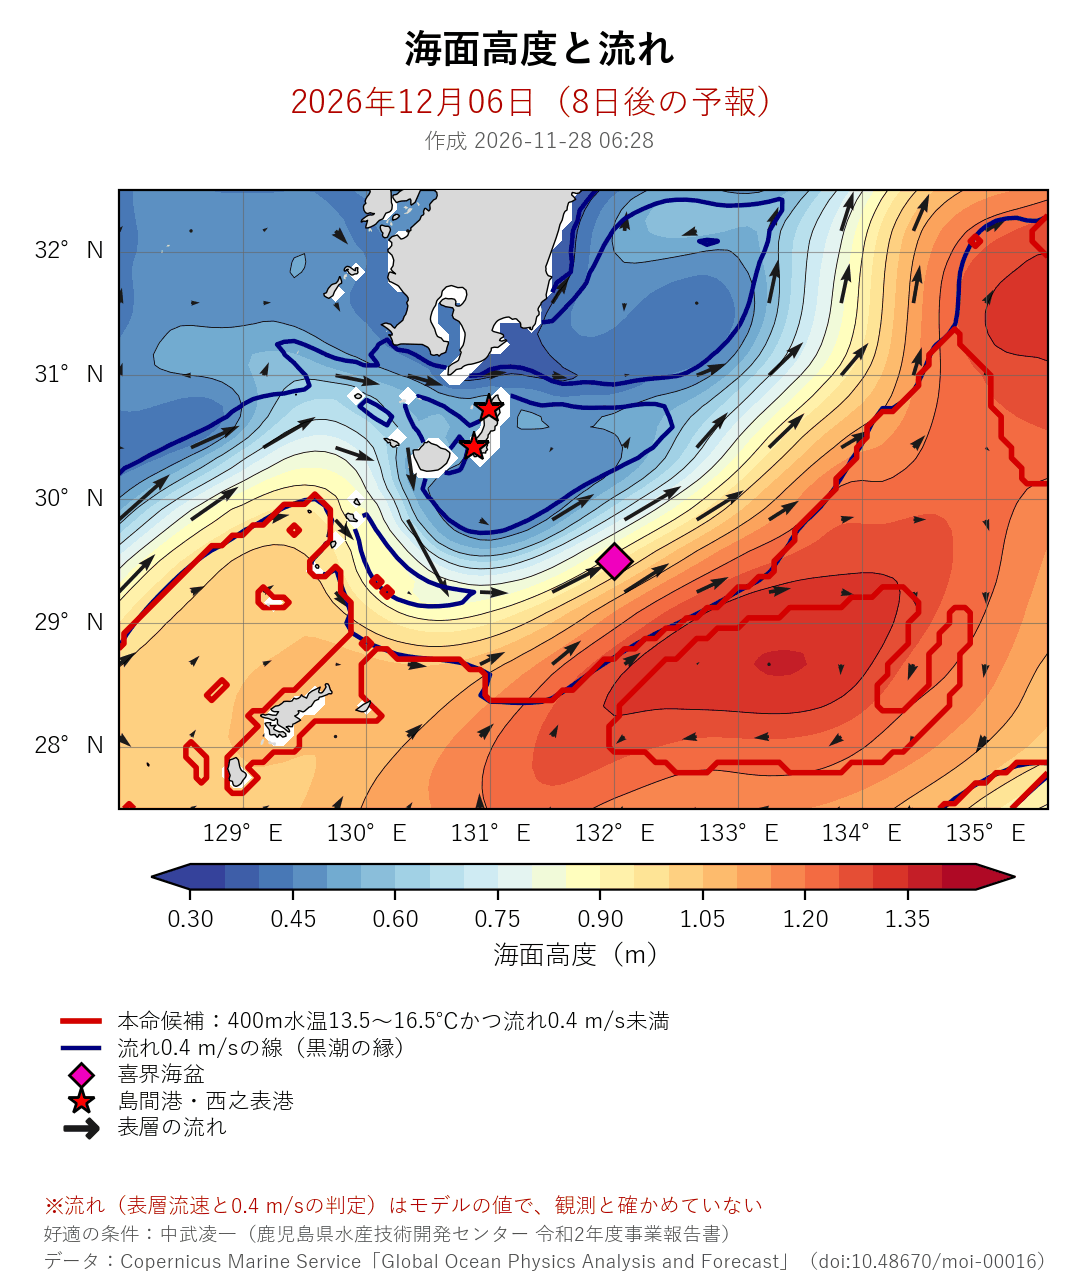 海面高度と流れ
2026年12月06日（8日後の予報）
作成 2026-11-28 06:28
32° N
31° N
30° N
29° N
28° N
129° E 130° E 131° E 132° E 133° E 134° E 135° E
0.30 0.45 0.60 0.75 0.90 1.05 1.20 1.35
海面高度（m）
本命候補：400m水温13.5～16.5℃かつ流れ0.4 m/s未満
流れ0.4 m/sの線（黒潮の縁）
喜界海盆
島間港・西之表港
表層の流れ
※流れ（表層流速と0.4 m/sの判定）はモデルの値で、観測と確かめていない
好適の条件：中武凌一（鹿児島県水産技術開発センター 令和2年度事業報告書）
データ：Copernicus Marine Service「Global Ocean Physics Analysis and Forecast」（doi:10.48670/moi-00016）